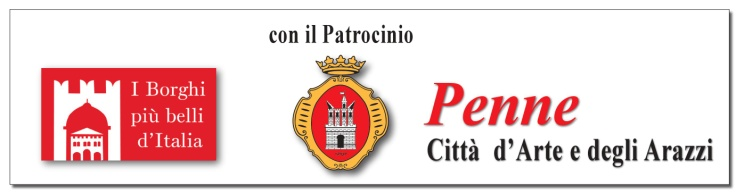 con il Patrocinio
I Borghi
più belli
d'Italia
Penne
Città d'Arte e degli Arazzi